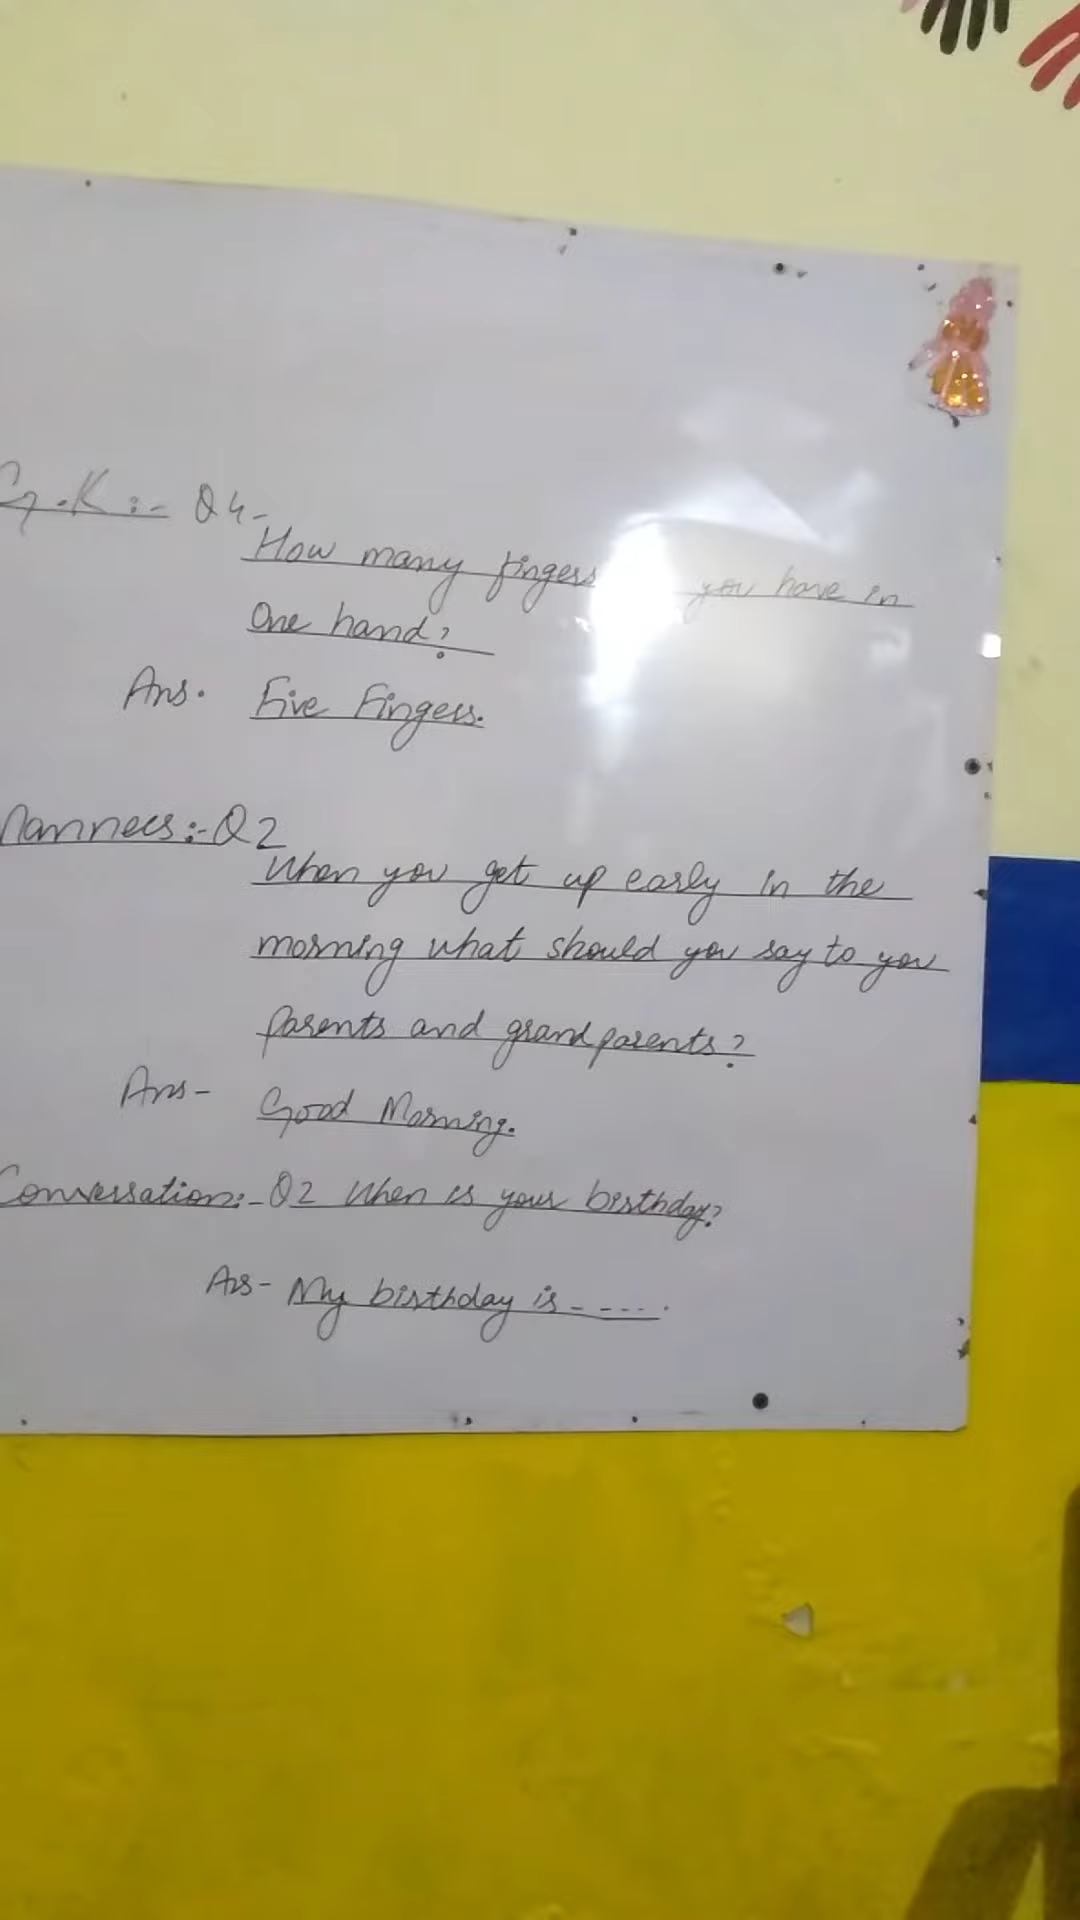 G.K :- Q4-
How many fingers you have in
One hand?
Ans. Five Fingers.
Manners :- Q2
When you get up early in the
morning what should you say to you
parents and grandparents?
Ans- Good Morning.
Conversation:- Q2 When is your birthday?
Ans- My birthday is - - - - - .